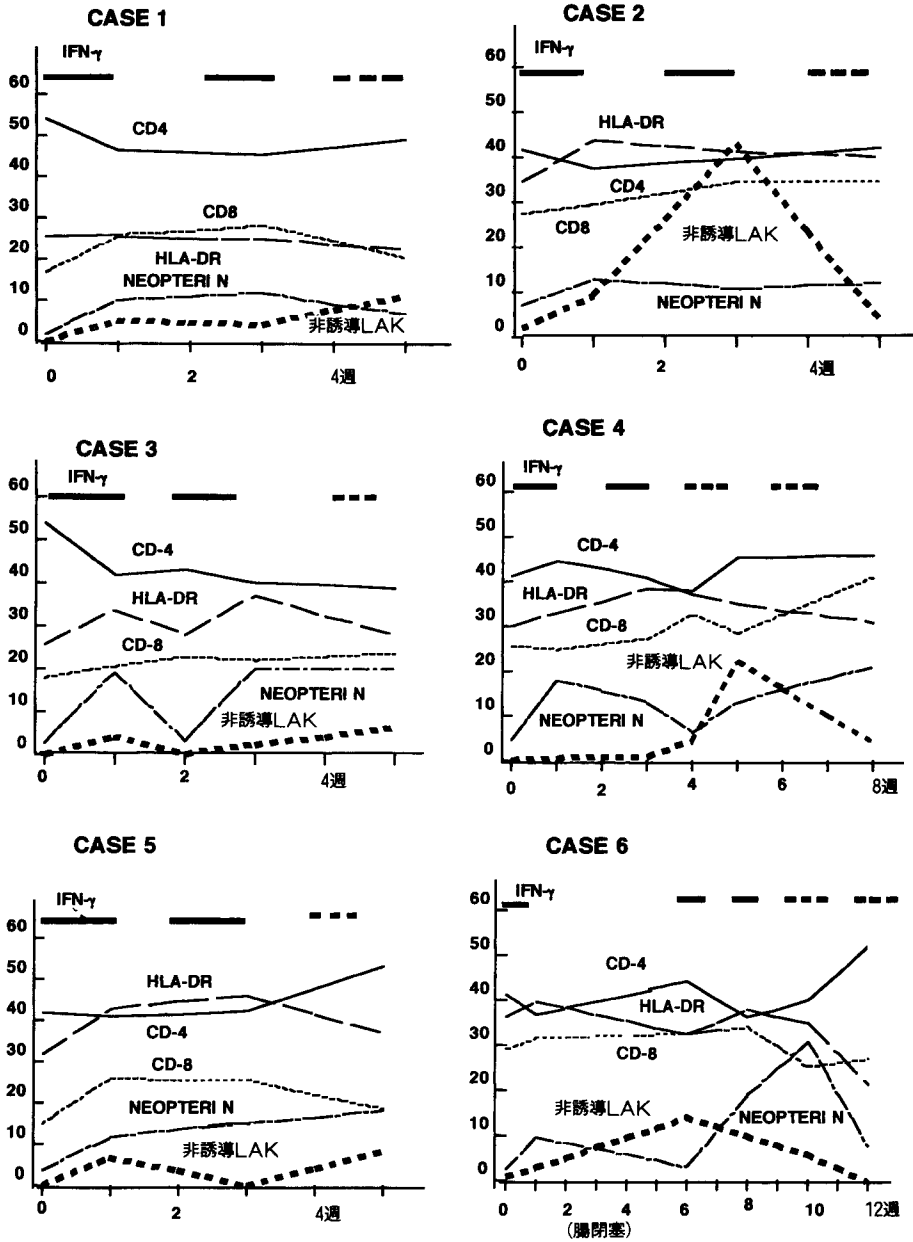 CASE 1
IFN-γ
60
50
40
30
20
10
0
CD4
CD8
HLA-DR
NEOPTERI N
非誘導LAK
0 2 4週
CASE 2
IFN-γ
60
50
40
30
20
10
0
HLA-DR
CD4
CD8
非誘導LAK
NEOPTERI N
0 2 4週
CASE 3
IFN-γ
60
50
40
30
20
10
0
CD-4
HLA-DR
CD-8
NEOPTERI N
非誘導LAK
0 2 4週
CASE 4
IFN-γ
60
50
40
30
20
10
0
CD-4
HLA-DR
CD-8
非誘導LAK
NEOPTERI N
0 2 4 6 8週
CASE 5
IFN-γ
60
50
40
30
20
10
0
HLA-DR
CD-4
CD-8
NEOPTERI N
非誘導LAK
0 2 4週
CASE 6
IFN-γ
60
50
40
30
20
10
0
CD-4
HLA-DR
CD-8
非誘導LAK
NEOPTERI N
0 2 4 6 8 10 12週
(腸閉塞)